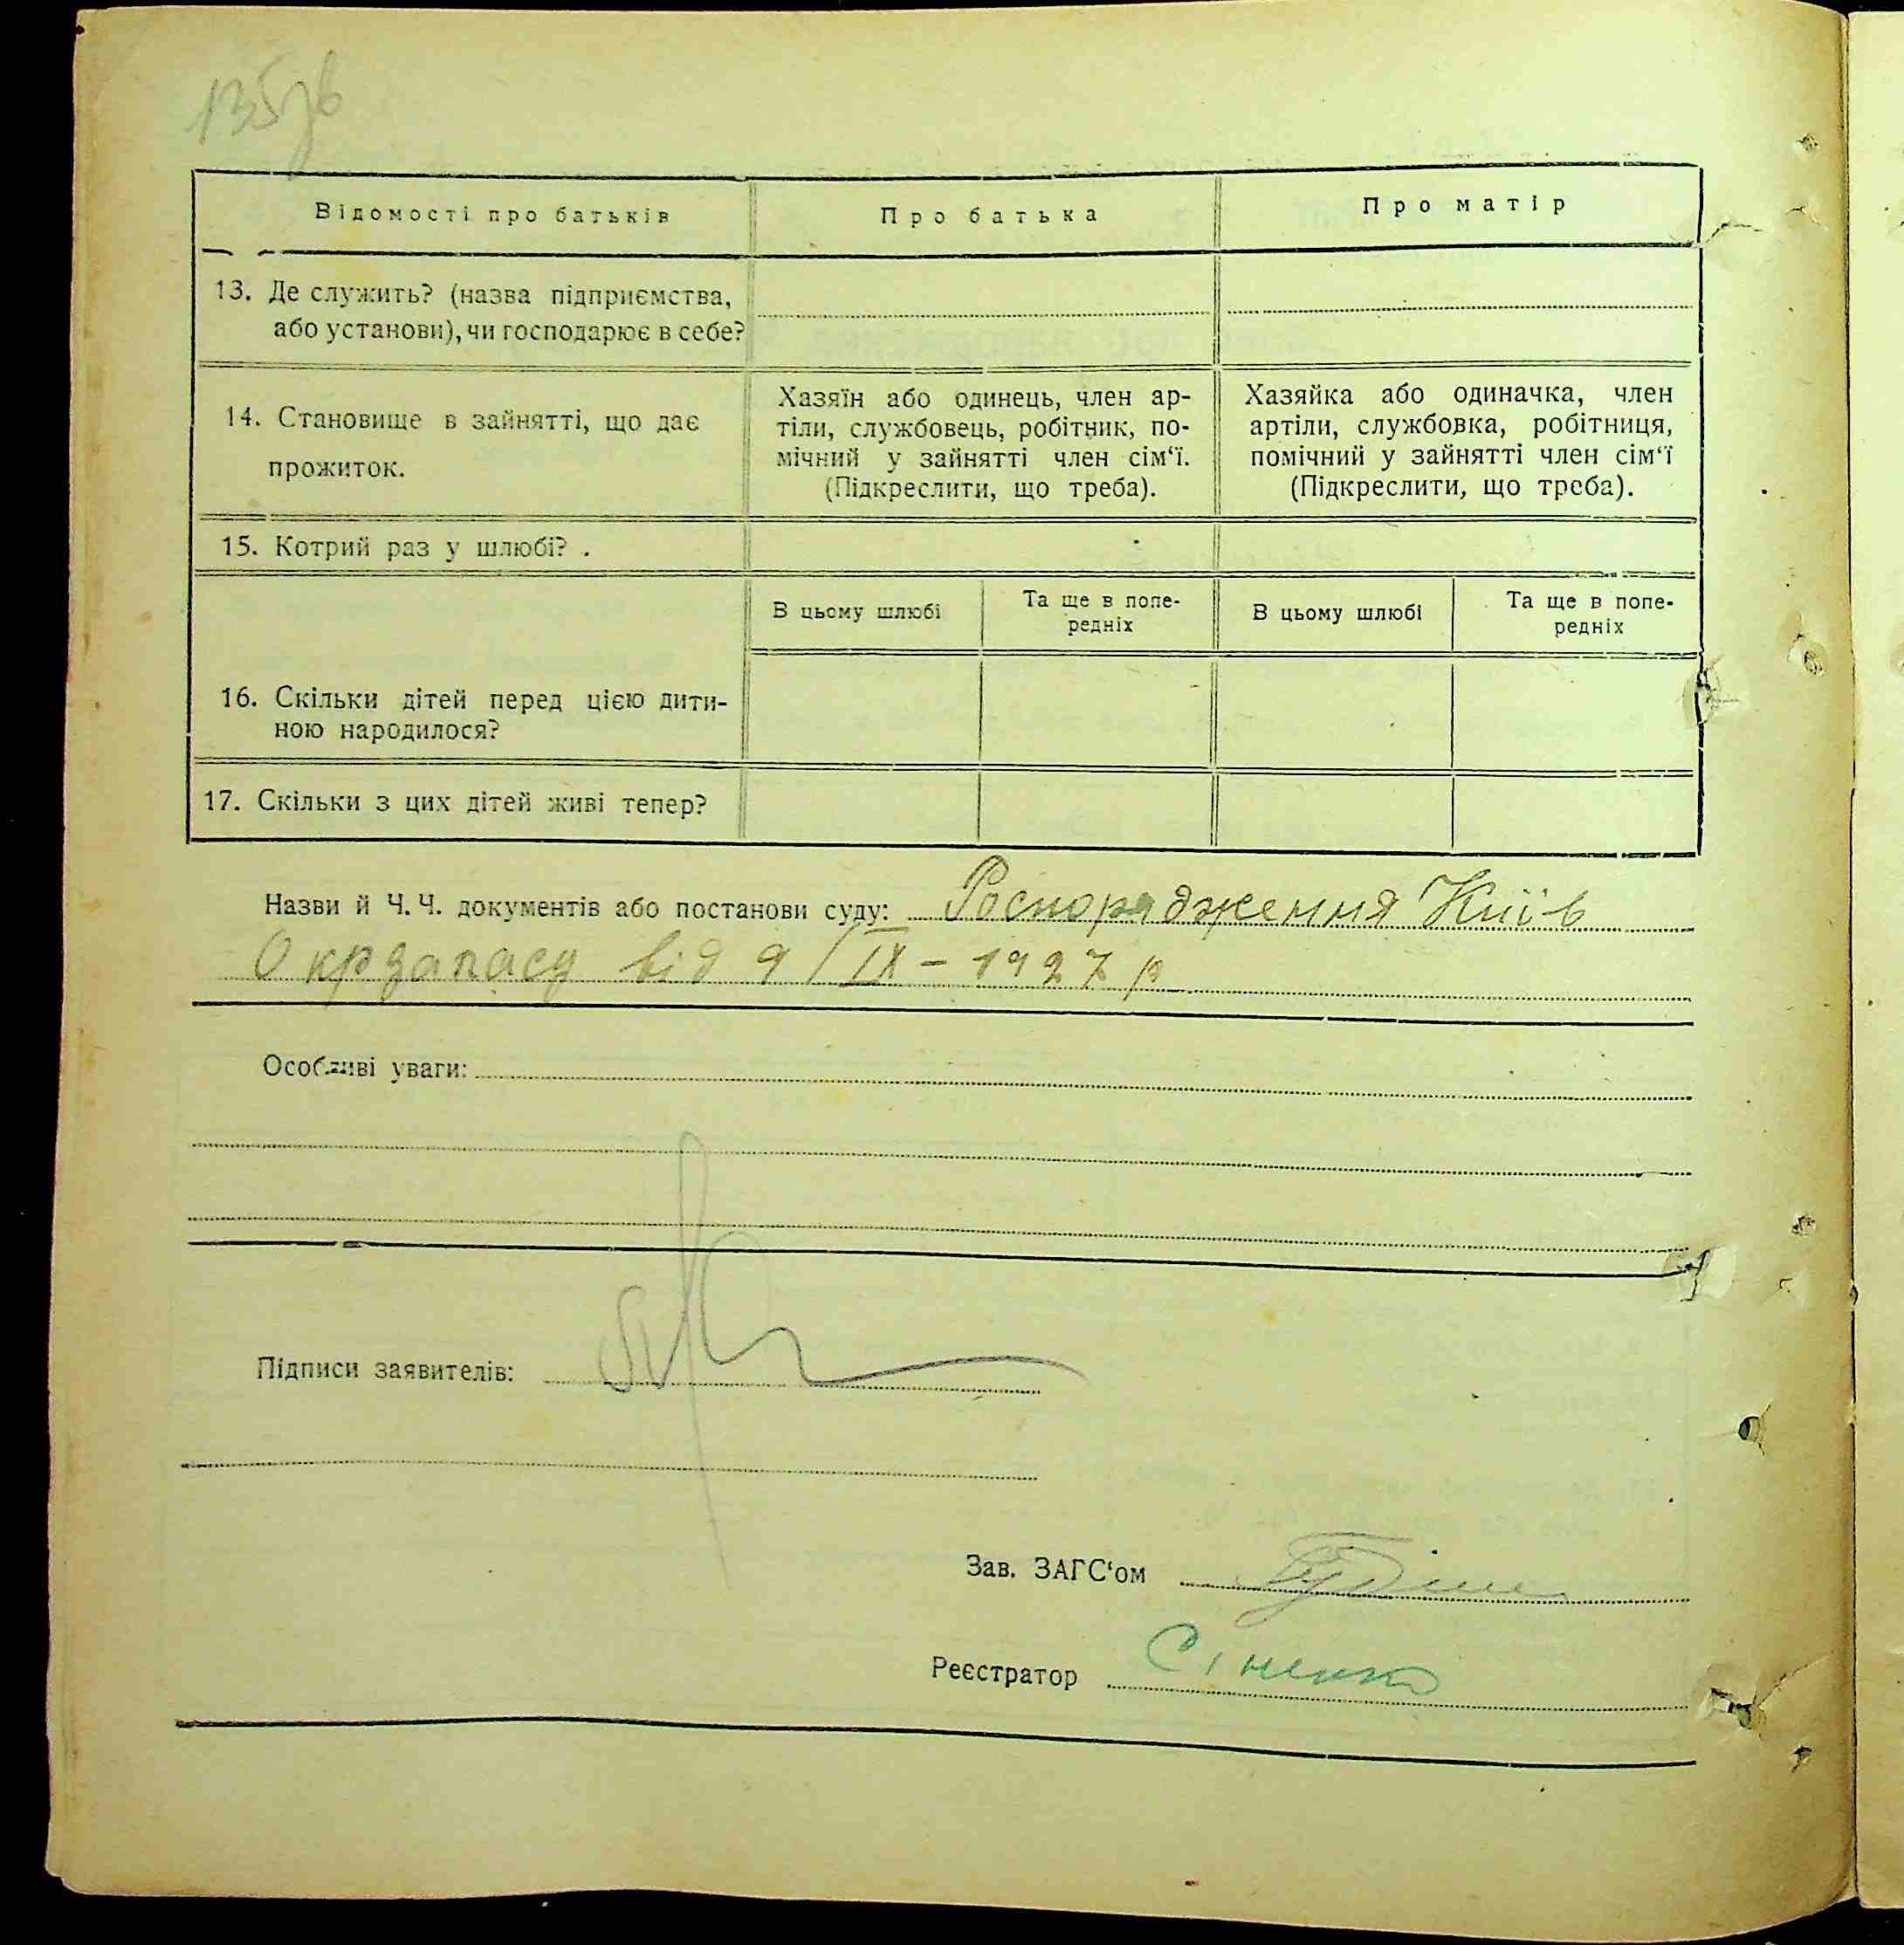 135зв
Відомості про батьків
Про батька
Про матір
13. Де служить? (назва підприємства,
або установи), чи господарює в себе?
14. Становище в зайнятті, що дає
прожиток.
Хазяїн або одинець, член ар-
тіли, службовець, робітник, по-
мічний у зайнятті член сім‘ї.
(Підкреслити, що треба).
Хазяйка або одиначка, член
артіли, службовка, робітниця,
помічний у зайнятті член сім‘ї
(Підкреслити, що треба).
15. Котрий раз у шлюбі? .
В цьому шлюбі
Та ще в попе-
редніх
В цьому шлюбі
Та ще в попе-
редніх
16. Скільки дітей перед цією дити-
ною народилося?
17. Скільки з цих дітей живі тепер?
Назви й Ч. Ч. документів або постанови суду: Роспорядження Київ
Окрзапасу від 9/IX - 1927 р
Особливі уваги:
Підписи заявителів:
Зав. ЗАГС‘ом
Реєстратор Сіненко